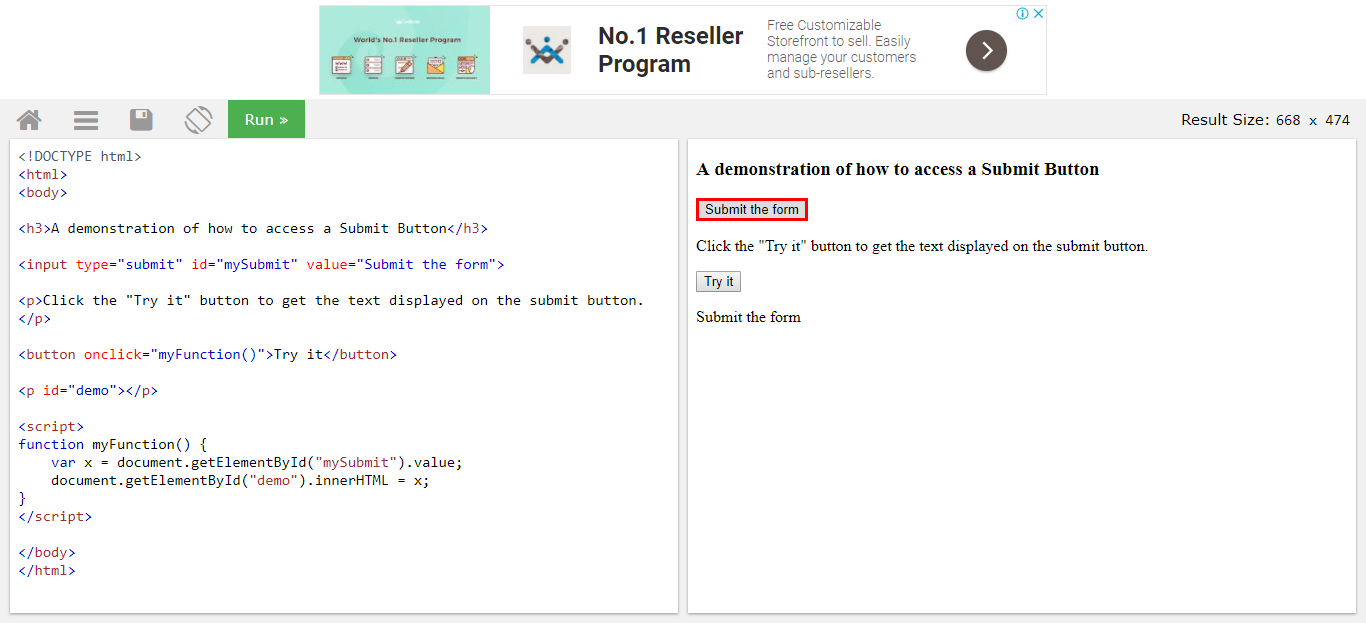 World's No.1 Reseller Program
No.1 Reseller
Program
Free Customizable
Storefront to sell. Easily
manage your customers
and sub-resellers.
Run »
Result Size: 668 x 474
<!DOCTYPE html>
<html>
<body>
<h3>A demonstration of how to access a Submit Button</h3>
<input type="submit" id="mySubmit" value="Submit the form">
<p>Click the "Try it" button to get the text displayed on the submit button.
</p>
<button onclick="myFunction()">Try it</button>
<p id="demo"></p>
<script>
function myFunction() {
    var x = document.getElementById("mySubmit").value;
    document.getElementById("demo").innerHTML = x;
}
</script>
</body>
</html>
A demonstration of how to access a Submit Button
Submit the form
Click the "Try it" button to get the text displayed on the submit button.
Try it
Submit the form